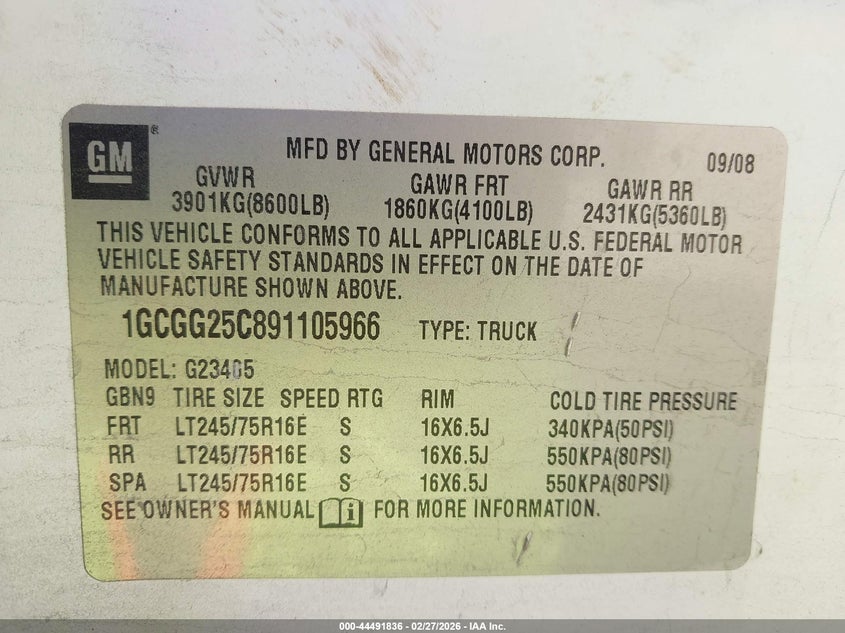 GM®
MFD BY GENERAL MOTORS CORP. 09/08
GVWR GAWR FRT GAWR RR
3901KG(8600LB) 1860KG(4100LB) 2431KG(5360LB)
THIS VEHICLE CONFORMS TO ALL APPLICABLE U.S. FEDERAL MOTOR
VEHICLE SAFETY STANDARDS IN EFFECT ON THE DATE OF
MANUFACTURE SHOWN ABOVE.
1GCGG25C891105966 TYPE: TRUCK
MODEL: G23405
GBN9 TIRE SIZE SPEED RTG RIM COLD TIRE PRESSURE
FRT LT245/75R16E S 16X6.5J 340KPA(50PSI)
RR LT245/75R16E S 16X6.5J 550KPA(80PSI)
SPA LT245/75R16E S 16X6.5J 550KPA(80PSI)
SEE OWNER'S MANUAL i FOR MORE INFORMATION.
000-44491836 - 02/27/2026 - IAA Inc.